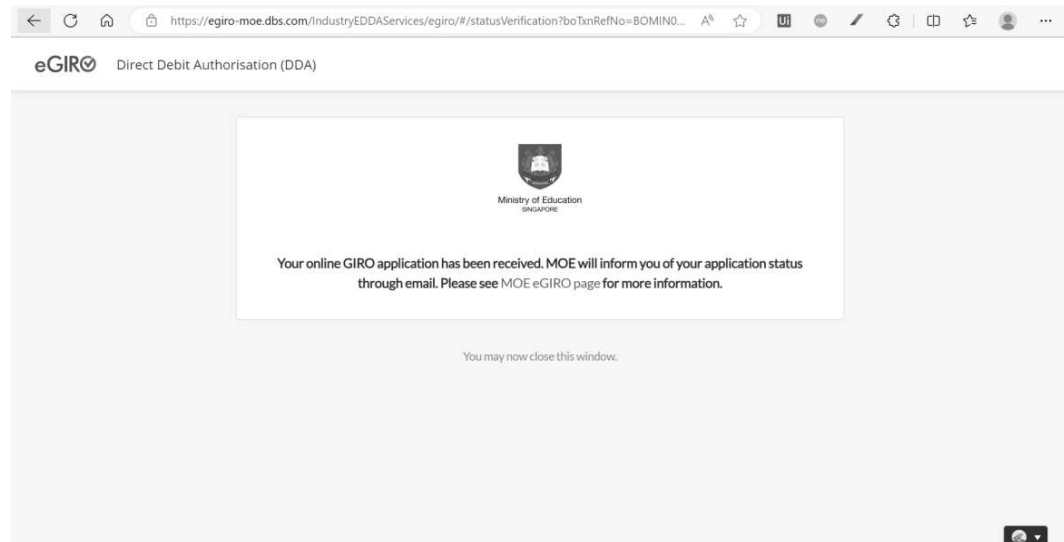 https://egiro-moe.dbs.com/IndustryEDDAServices/egiro/#/statusVerification?boTxnRefNo=BOMIN0...
eGIRO Direct Debit Authorisation (DDA)
Ministry of Education
SINGAPORE
Your online GIRO application has been received. MOE will inform you of your application status
through email. Please see MOE eGIRO page for more information.
You may now close this window.